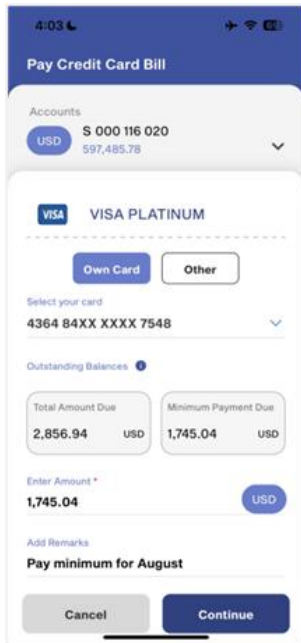 4:03
Pay Credit Card Bill
Accounts
USD
S 000 116 020
597,485.78
VISA VISA PLATINUM
Own Card Other
Select your card
4364 84XX XXXX 7548
Outstanding Balances
Total Amount Due
2,856.94 USD
Minimum Payment Due
1,745.04 USD
Enter Amount *
1,745.04 USD
Add Remarks
Pay minimum for August
Cancel Continue